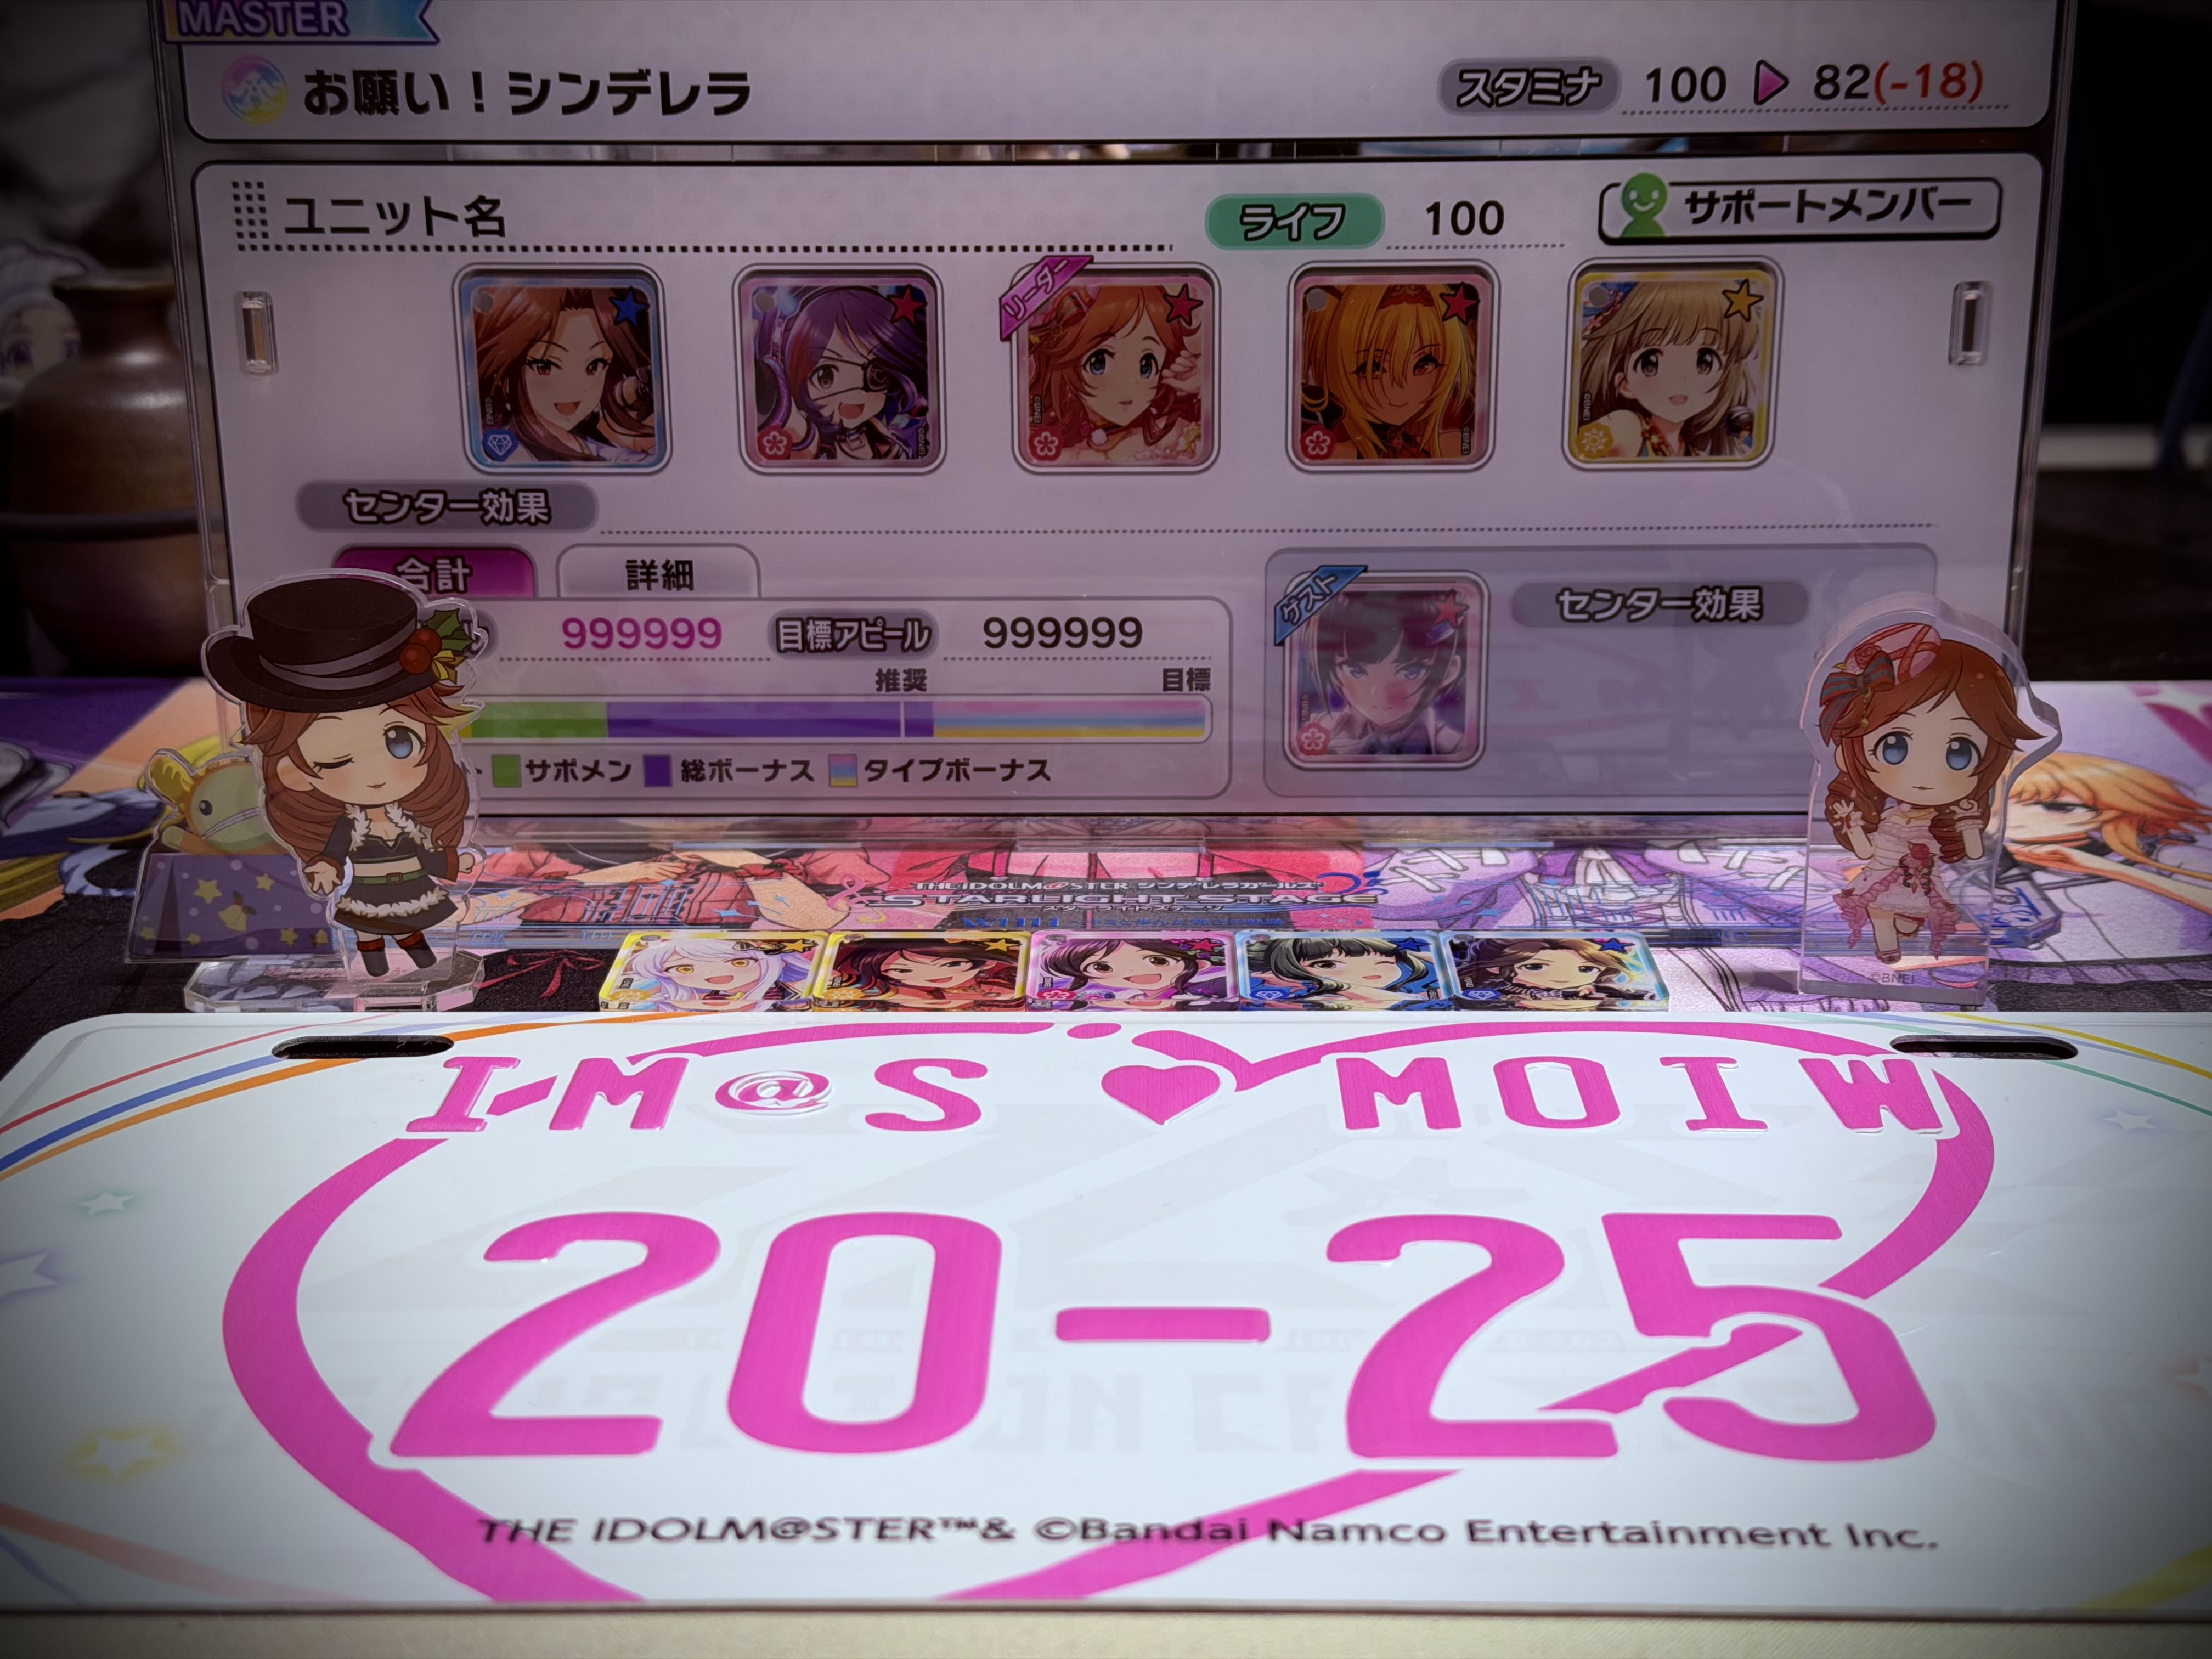 MASTER
お願い！シンデレラ
スタミナ 100 ▶ 82(-18)
ユニット名
ライフ 100
サポートメンバー
リーダー
センター効果
合計 詳細
999999 目標アピール 999999
推奨 目標
サポメン 総ボーナス タイプボーナス
ゲスト
センター効果
THE IDOLM@STER シンデレラガールズ
STARLIGHT STAGE
©BNEI
I-M@S♥MOIW
20-25
THE IDOLM@STER™& ©Bandai Namco Entertainment Inc.